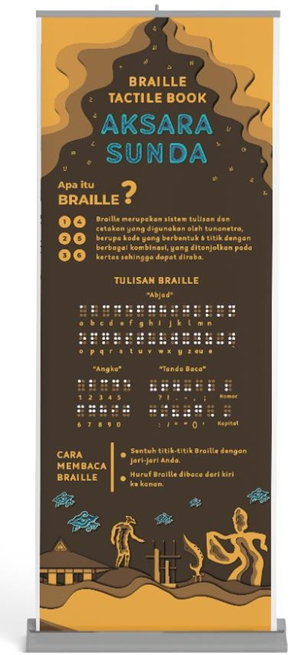 BRAILLE
TACTILE BOOK
AKSARA
SUNDA
Apa itu
BRAILLE?
1 4
2 5
3 6
Braille merupakan sistem tulisan dan
cetakan yang digunakan oleh tunanetra,
berupa kode yang berbentuk 6 titik dengan
berbagai kombinasi, yang ditonjolkan pada
kertas sehingga dapat diraba.
TULISAN BRAILLE
"Abjad"
a b c d e f g h i j k l m n
o p q r s t u v w x y z eu e
"Angka" "Tanda Baca"
1 2 3 4 5
Nomor
6 7 8 9 0
Kapital
CARA
MEMBACA
BRAILLE
Sentuh titik-titik Braille dengan
jari-jari Anda.
Huruf Braille dibaca dari kiri
ke kanan.